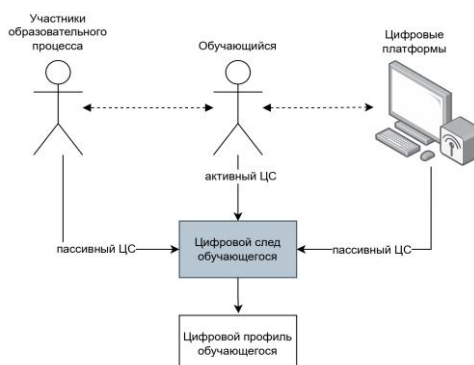 Участники
образовательного
процесса
Обучающийся
Цифровые
платформы
активный ЦС
пассивный ЦС
Цифровой след
обучающегося
пассивный ЦС
Цифровой профиль
обучающегося